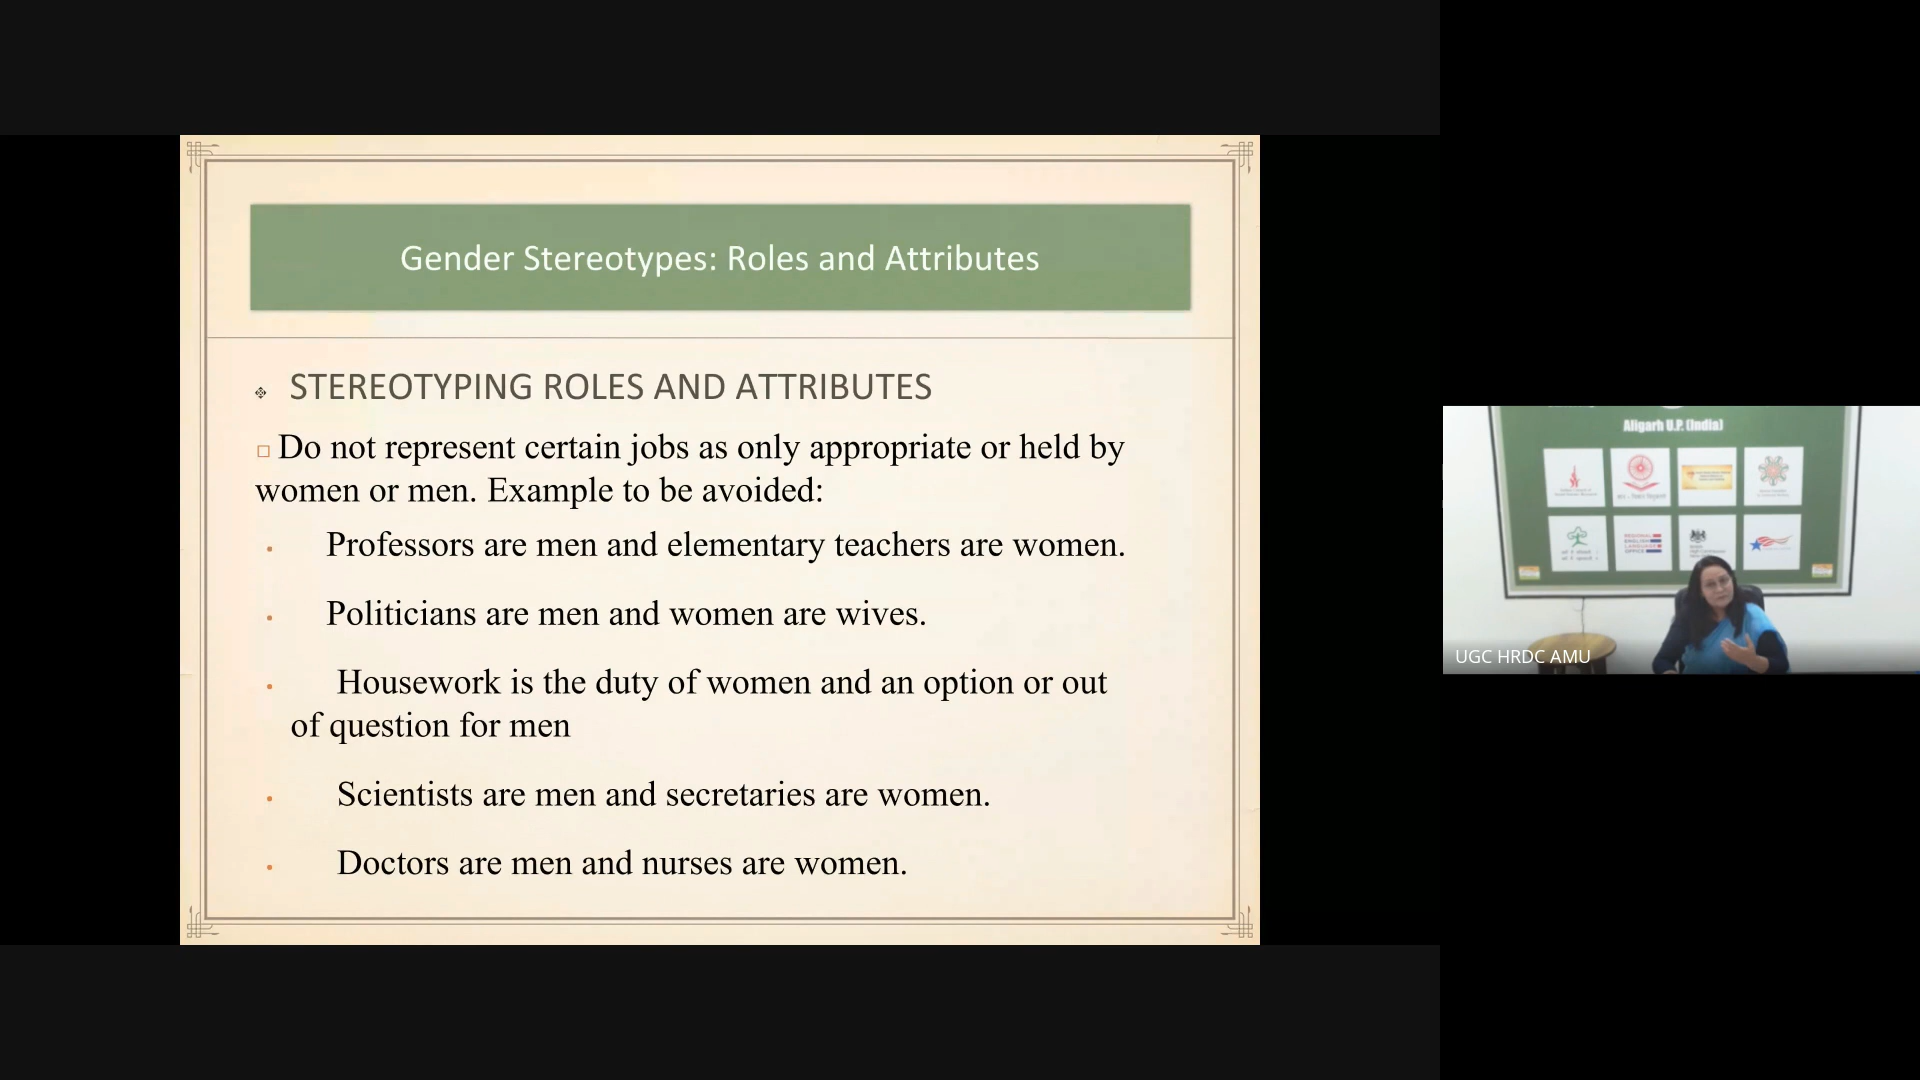 Gender Stereotypes: Roles and Attributes
STEREOTYPING ROLES AND ATTRIBUTES
Do not represent certain jobs as only appropriate or held by
women or men. Example to be avoided:
Professors are men and elementary teachers are women.
Politicians are men and women are wives.
Housework is the duty of women and an option or out
of question for men
Scientists are men and secretaries are women.
Doctors are men and nurses are women.
Aligarh U.P. (India)
REGIONAL
ENGLISH
LANGUAGE
OFFICE
UGC HRDC AMU